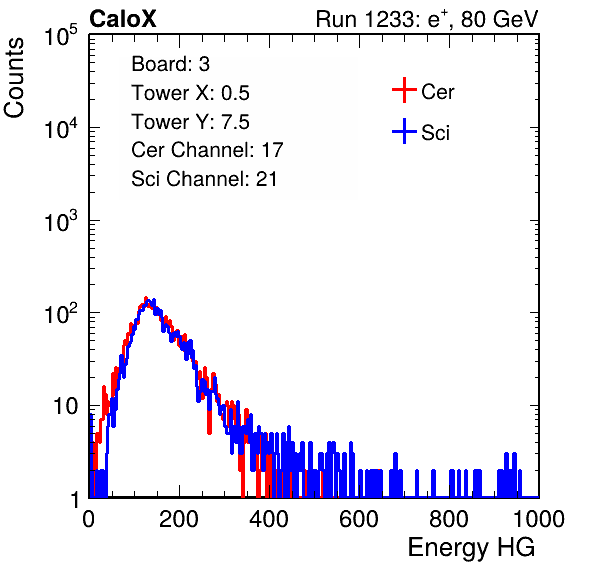 CaloX Run 1233: e⁺, 80 GeV
Counts
10⁵
10⁴
10³
10²
10
1
Board: 3
Tower X: 0.5
Tower Y: 7.5
Cer Channel: 17
Sci Channel: 21
Cer
Sci
0 200 400 600 800 1000
Energy HG